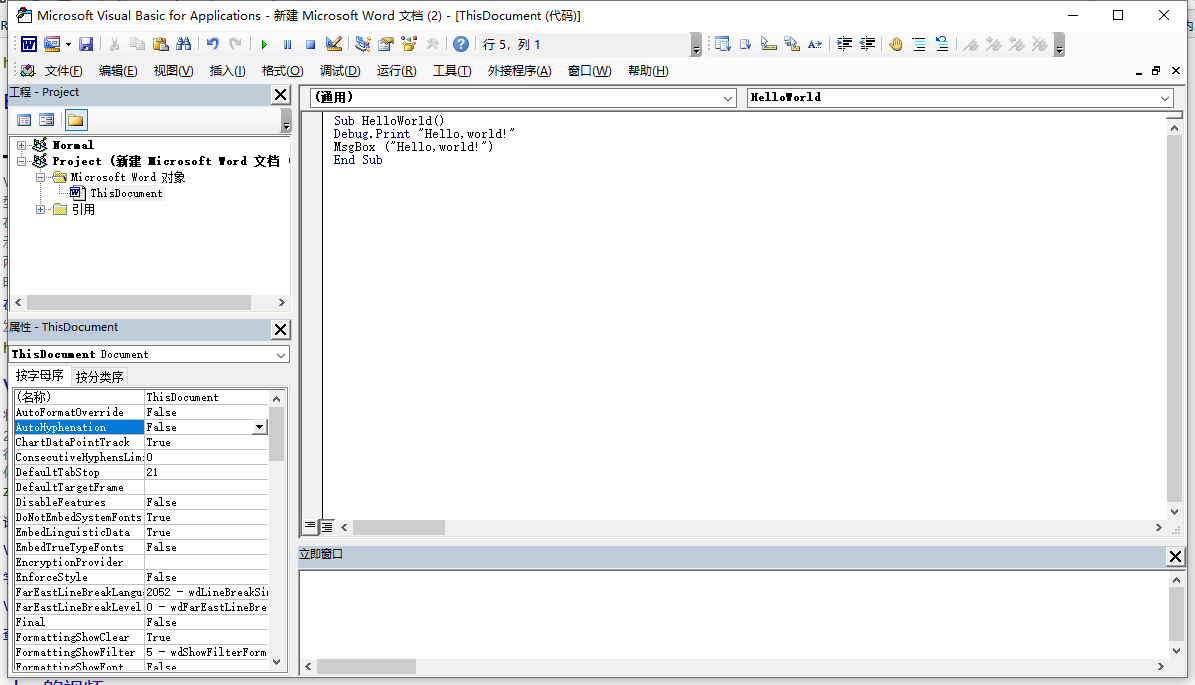 Microsoft Visual Basic for Applications - 新建 Microsoft Word 文档 (2) - [ThisDocument (代码)]
行 5, 列 1
文件(F) 编辑(E) 视图(V) 插入(I) 格式(O) 调试(D) 运行(R) 工具(T) 外接程序(A) 窗口(W) 帮助(H)
工程 - Project
Normal
Project (新建 Microsoft Word 文档
Microsoft Word 对象
ThisDocument
引用
属性 - ThisDocument
ThisDocument Document
按字母序 按分类序
(名称) ThisDocument
AutoFormatOverride False
AutoHyphenation False
ChartDataPointTrack True
ConsecutiveHyphensLim 0
DefaultTabStop 21
DefaultTargetFrame
DisableFeatures False
DoNotEmbedSystemFonts True
EmbedLinguisticData True
EmbedTrueTypeFonts False
EncryptionProvider
EnforceStyle False
FarEastLineBreakLangu 2052 - wdLineBreakSi
FarEastLineBreakLevel 0 - wdFarEastLineBre
Final False
FormattingShowClear True
FormattingShowFilter 5 - wdShowFilterForm
FormattingShowFont False
(通用) HelloWorld
Sub HelloWorld()
Debug.Print "Hello,world!"
MsgBox ("Hello,world!")
End Sub
立即窗口